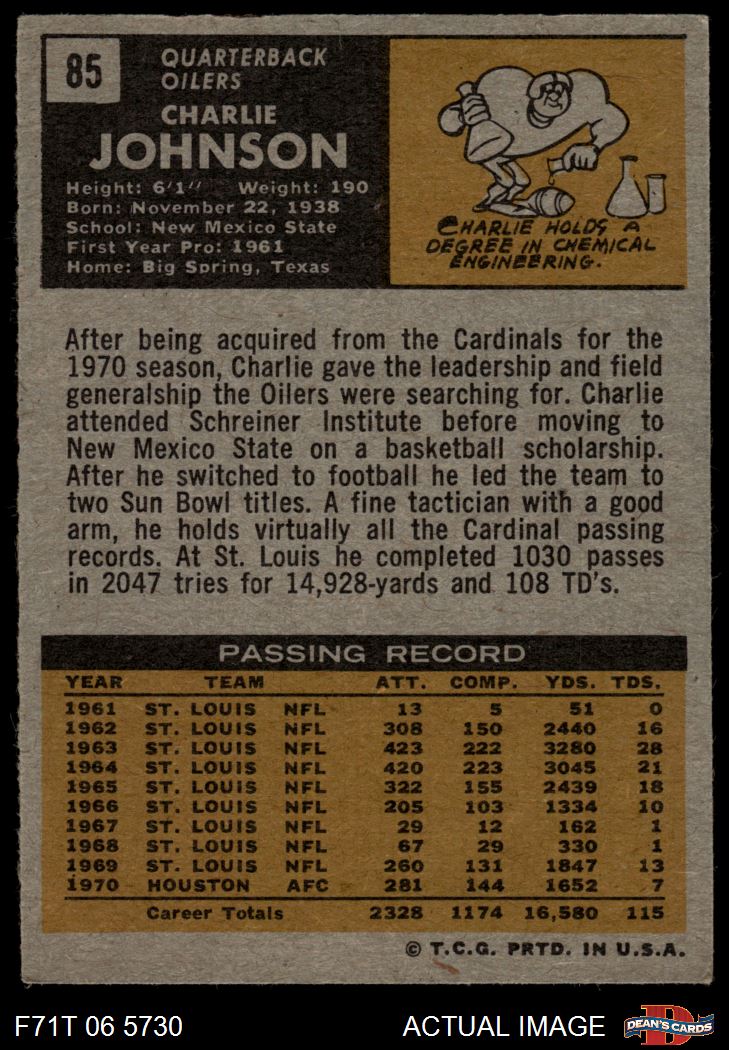 85
QUARTERBACK
OILERS
CHARLIE
JOHNSON
Height: 6'1" Weight: 190
Born: November 22, 1938
School: New Mexico State
First Year Pro: 1961
Home: Big Spring, Texas
CHARLIE HOLDS A
DEGREE IN CHEMICAL
ENGINEERING.
After being acquired from the Cardinals for the
1970 season, Charlie gave the leadership and field
generalship the Oilers were searching for. Charlie
attended Schreiner Institute before moving to
New Mexico State on a basketball scholarship.
After he switched to football he led the team to
two Sun Bowl titles. A fine tactician with a good
arm, he holds virtually all the Cardinal passing
records. At St. Louis he completed 1030 passes
in 2047 tries for 14,928-yards and 108 TD's.
PASSING RECORD
YEAR TEAM ATT. COMP. YDS. TDS.
1961 ST. LOUIS NFL 13 5 51 0
1962 ST. LOUIS NFL 308 150 2440 16
1963 ST. LOUIS NFL 423 222 3280 28
1964 ST. LOUIS NFL 420 223 3045 21
1965 ST. LOUIS NFL 322 155 2439 18
1966 ST. LOUIS NFL 205 103 1334 10
1967 ST. LOUIS NFL 29 12 162 1
1968 ST. LOUIS NFL 67 29 330 1
1969 ST. LOUIS NFL 260 131 1847 13
1970 HOUSTON AFC 281 144 1652 7
Career Totals 2328 1174 16,580 115
© T.C.G. PRTD. IN U.S.A.
F71T 06 5730 ACTUAL IMAGE D DEAN'S CARDS